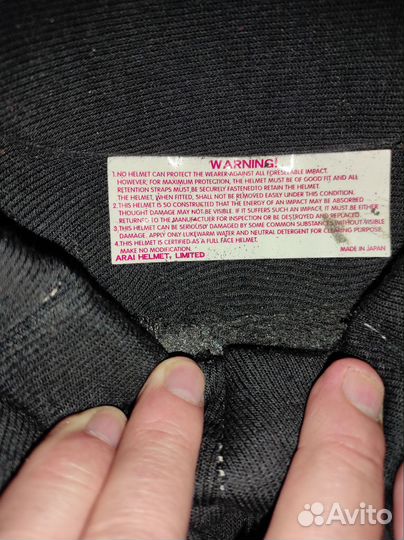 WARNING!
1.NO HELMET CAN PROTECT THE WEARER AGAINST ALL FORESEEABLE IMPACT.
HOWEVER, FOR MAXIMUM PROTECTION, THE HELMET MUST BE OF GOOD FIT AND ALL
RETENTION STRAPS MUST BE SECURELY FASTENED TO RETAIN THE HELMET.
THE HELMET, WHEN FITTED, SHALL NOT BE REMOVED EASILY UNDER THIS CONDITION.
2.THIS HELMET IS SO CONSTRUCTED THAT THE ENERGY OF AN IMPACT MAY BE ABSORBED
THOUGHT DAMAGE MAY NOT BE VISIBLE. IF IT SUFFERS SUCH AN IMPACT, IT MUST BE
RETURNED TO THE MANUFACTUER FOR INSPECTION OR BE DESTROYED AND REPLACED.
3.THIS HELMET CAN BE SERIOUSLY DAMAGED BY SOME COMMON SUBSTANCES WITHOUT VISIBLE
DAMAGE. APPLY ONLY LUKEWARM WATER AND NEUTRAL DETERGENT FOR CLEANING PURPOSE.
4.THIS HELMET IS CERTIFIED AS A FULL FACE HELMET.
MAKE NO MODIFICATION.
MADE IN JAPAN
ARAI HELMET, LIMITED
Avito